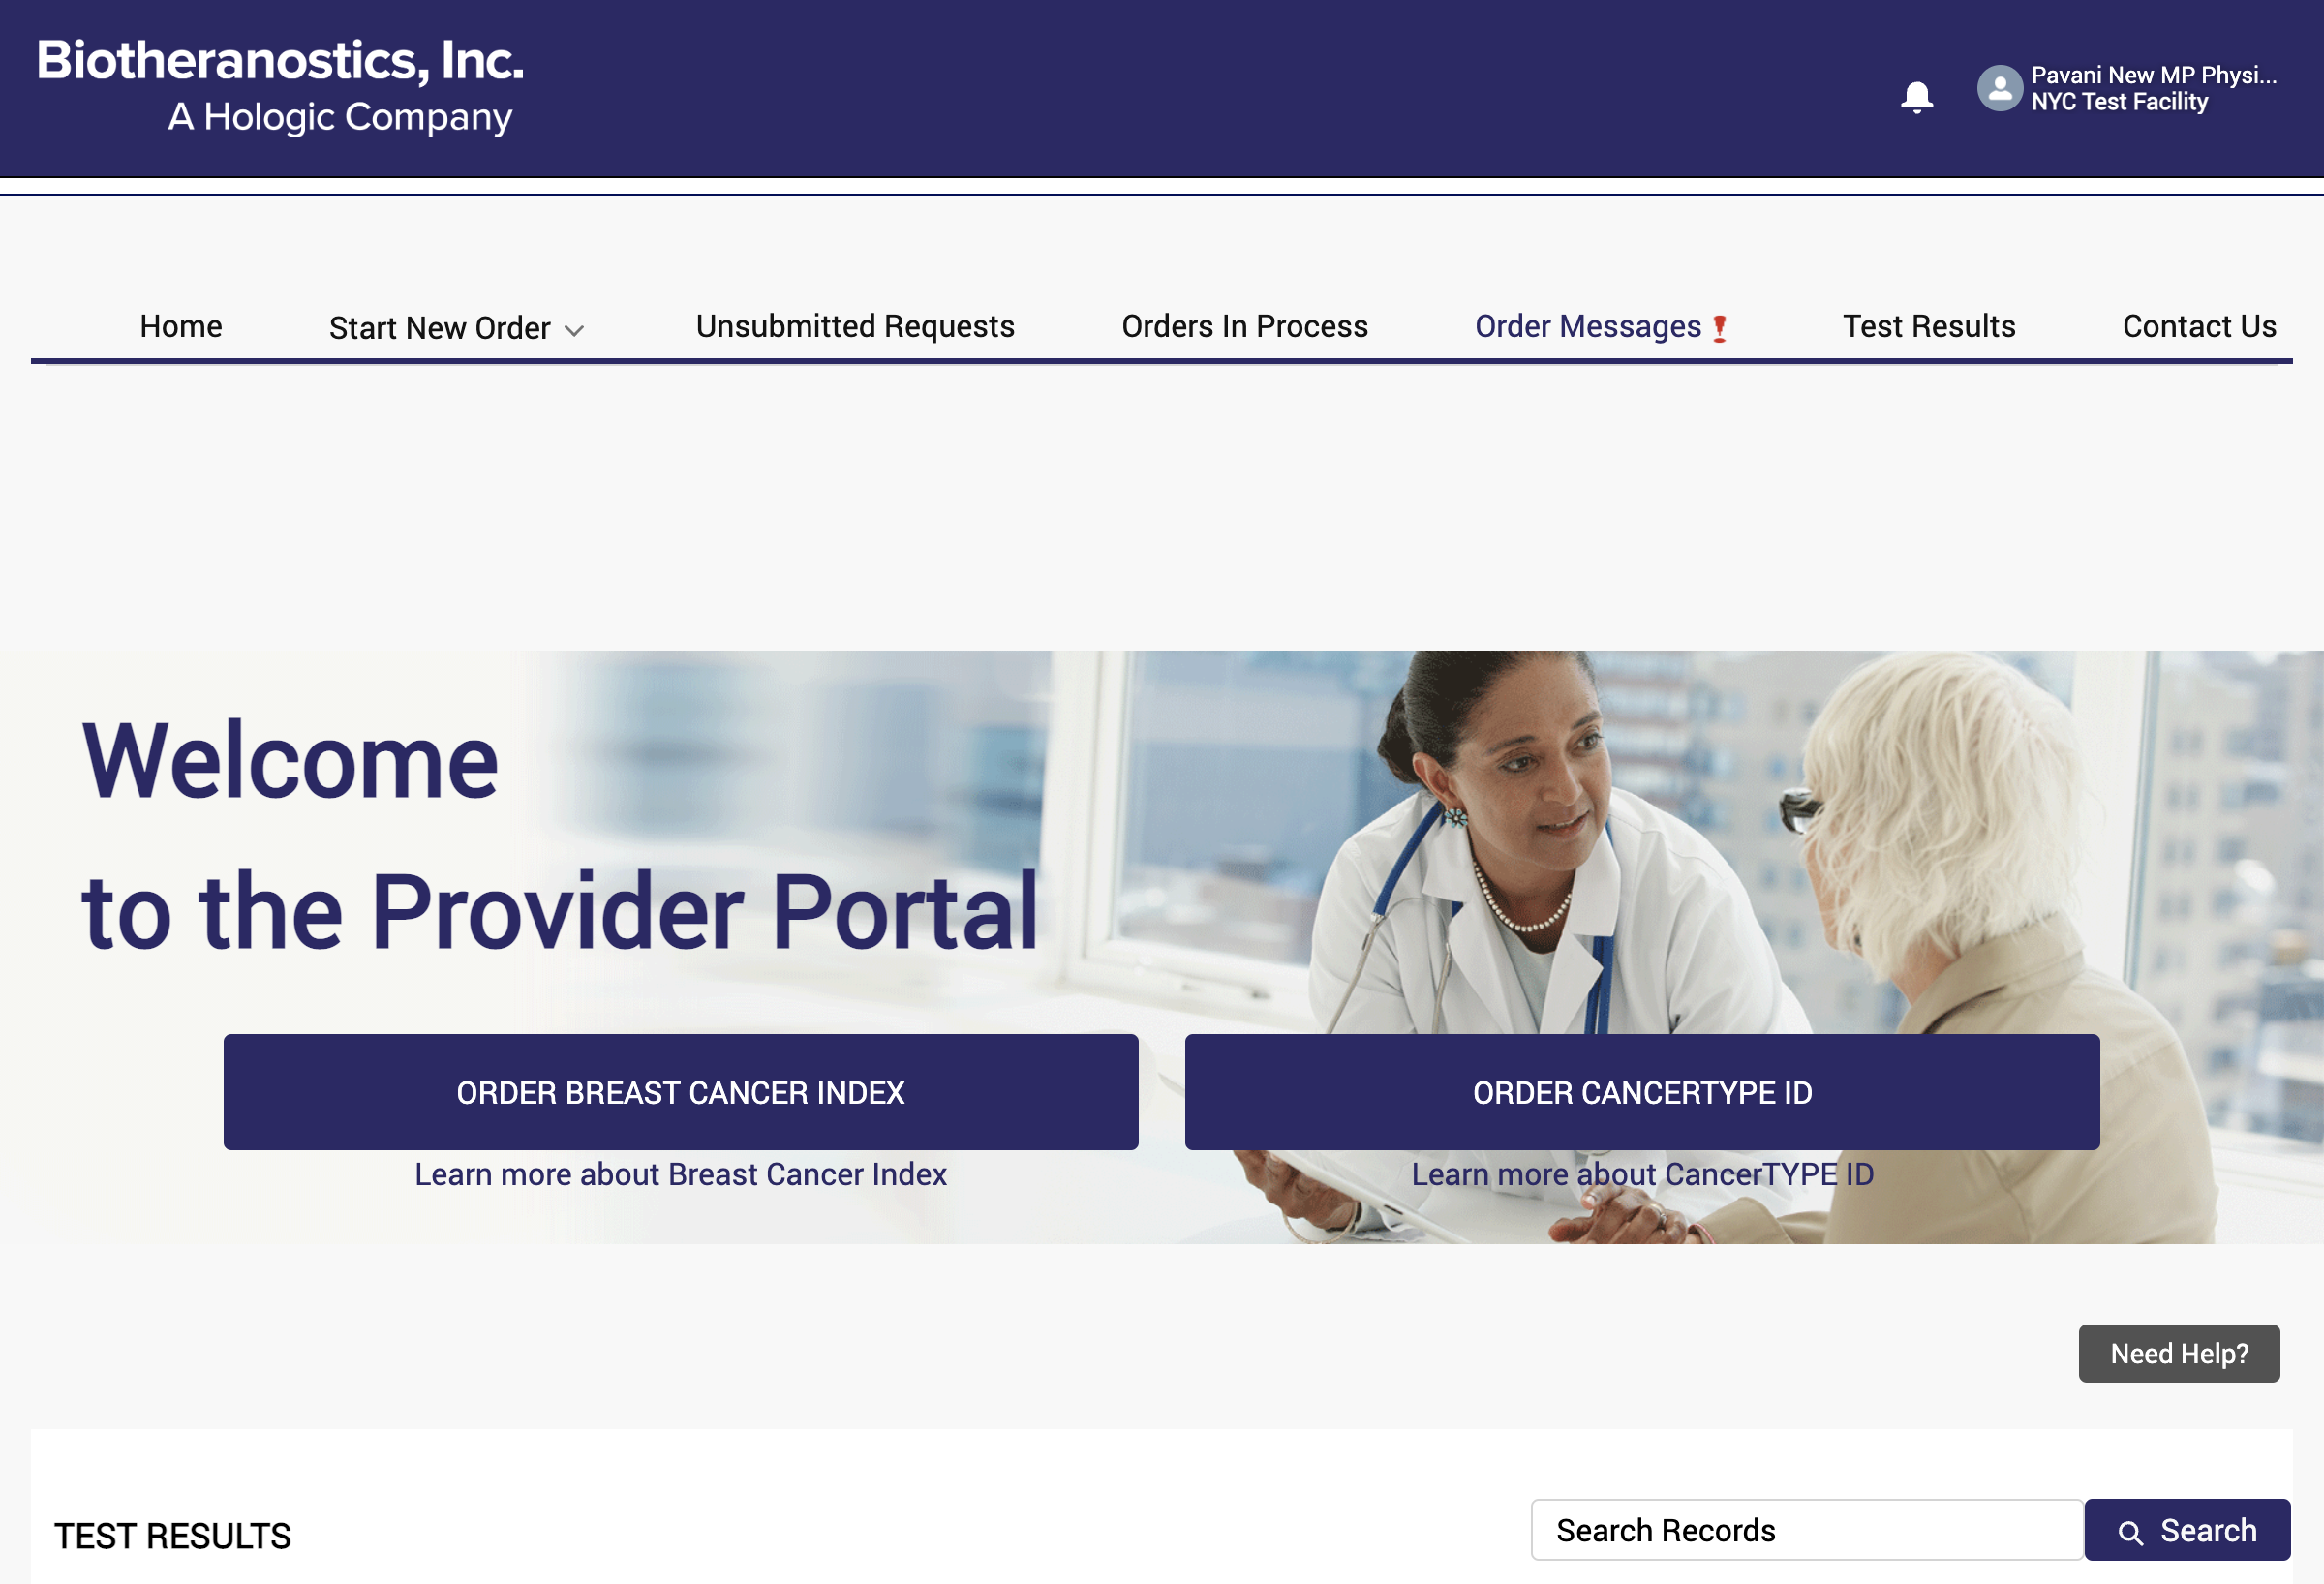 Biotheranostics, Inc.
A Hologic Company
Pavani New MP Physi...
NYC Test Facility
Home
Start New Order
Unsubmitted Requests
Orders In Process
Order Messages
Test Results
Contact Us
Welcome
to the Provider Portal
ORDER BREAST CANCER INDEX
ORDER CANCERTYPE ID
Learn more about Breast Cancer Index
Learn more about CancerTYPE ID
Need Help?
TEST RESULTS
Search Records
Search